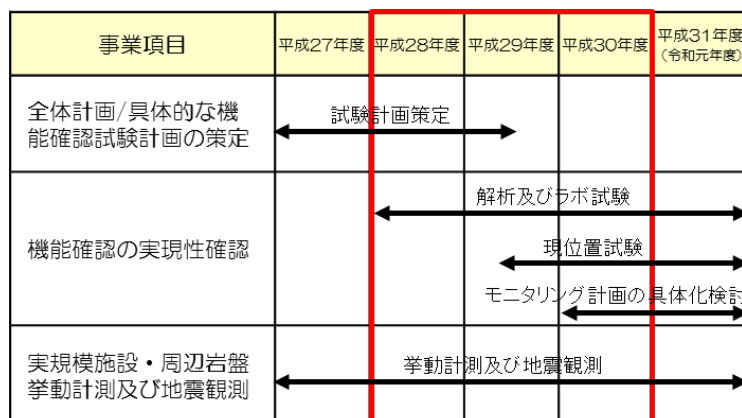 事業項目
平成27年度
平成28年度
平成29年度
平成30年度
平成31年度
(令和元年度)
全体計画/具体的な機
能確認試験計画の策定
試験計画策定
機能確認の実現性確認
解析及びラボ試験
現位置試験
モニタリング計画の具体化検討
実規模施設・周辺岩盤
挙動計測及び地震観測
挙動計測及び地震観測